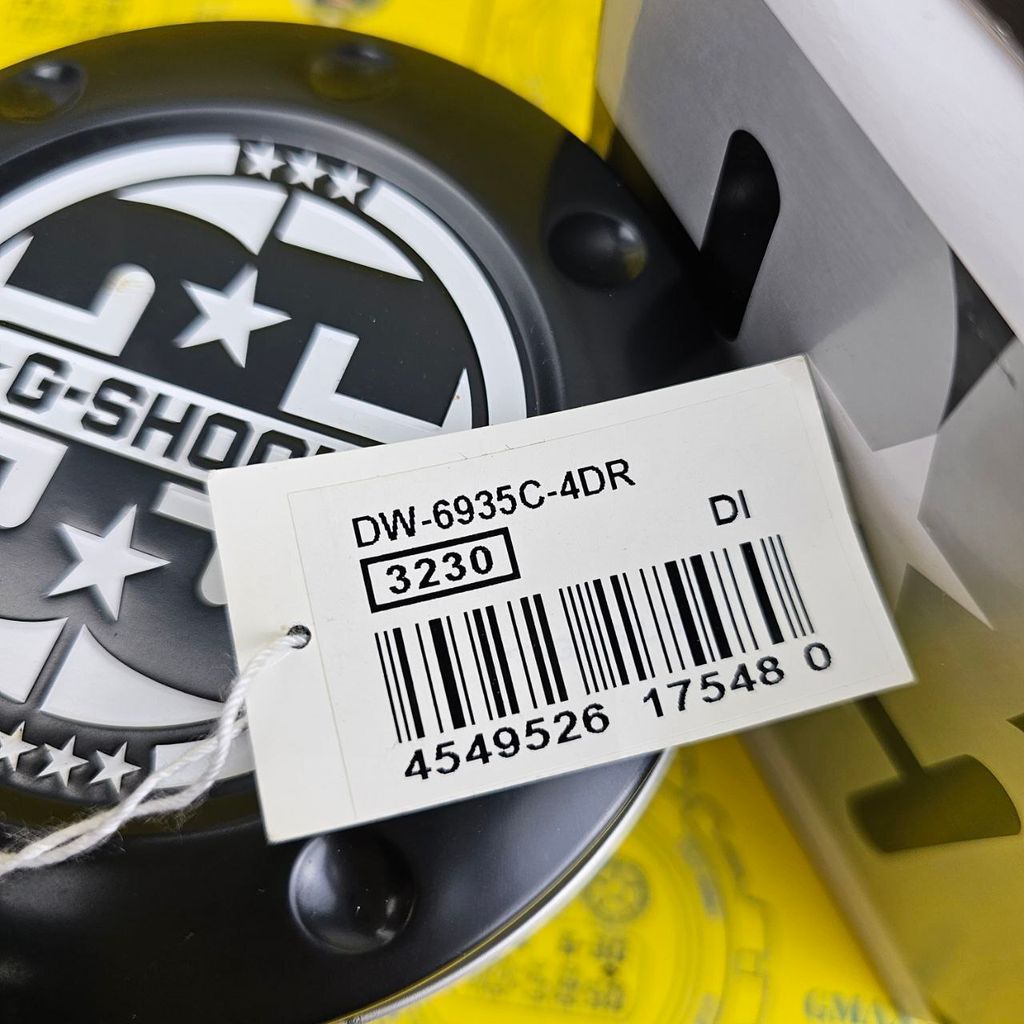 G-SHOCK
DW-6935C-4DR
DI
3230
4549526 17548 0